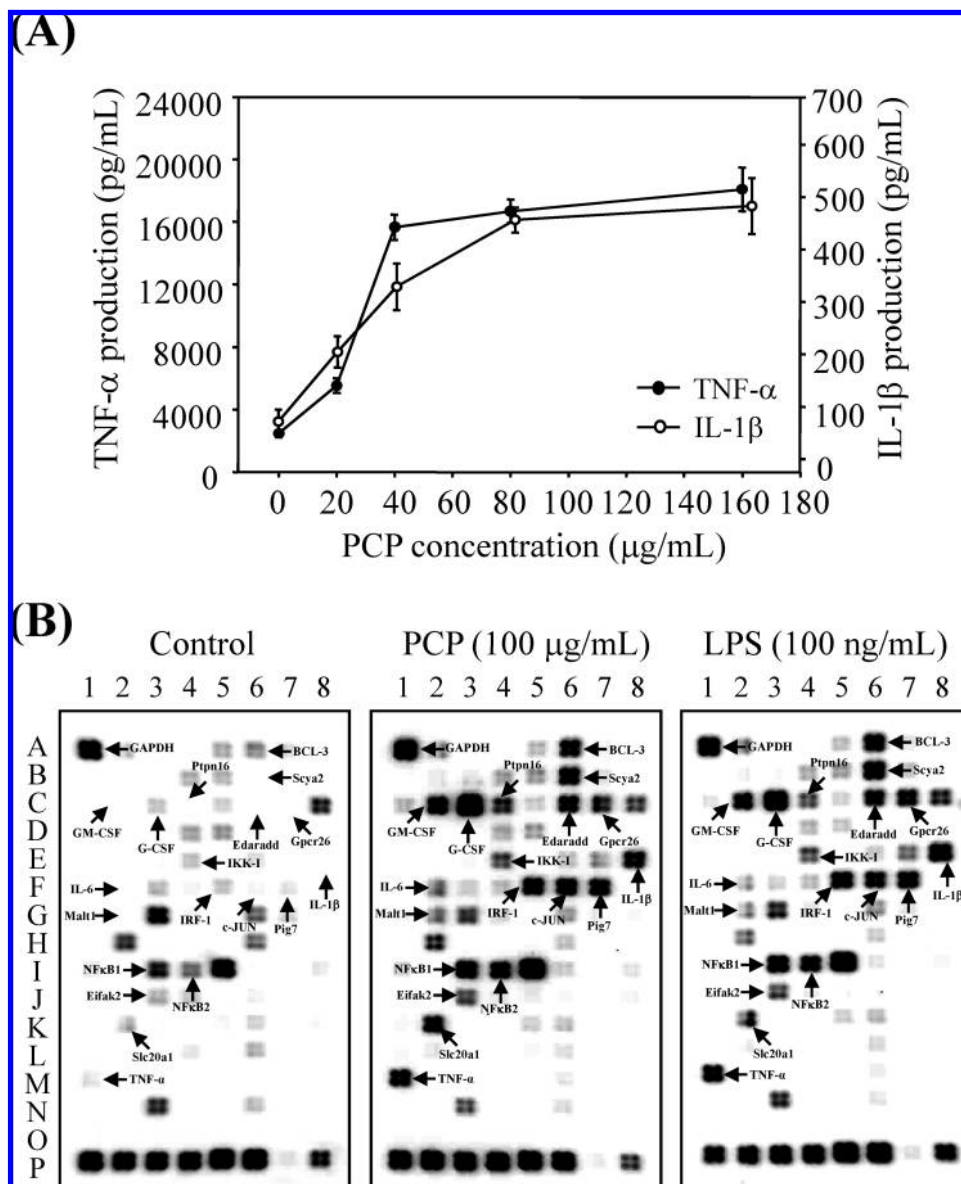 (A)
24000
20000
16000
12000
8000
4000
0
TNF-α production (pg/mL)
700
600
500
400
300
200
100
0
IL-1β production (pg/mL)
TNF-α
IL-1β
0 20 40 60 80 100 120 140 160 180
PCP concentration (μg/mL)
(B)
Control
1 2 3 4 5 6 7 8
PCP (100 μg/mL)
1 2 3 4 5 6 7 8
LPS (100 ng/mL)
1 2 3 4 5 6 7 8
A
B
C
D
E
F
G
H
I
J
K
L
M
N
O
P
GAPDH
BCL-3
Ptpn16
Scya2
GM-CSF
G-CSF
Edaradd
Gpcr26
IKK-I
IL-6
IL-1β
Malt1
IRF-1
c-JUN
Pig7
NFκB1
Eifak2
NFκB2
Slc20a1
TNF-α
GAPDH
BCL-3
Ptpn16
Scya2
GM-CSF
G-CSF
Edaradd
Gpcr26
IKK-I
IL-6
IL-1β
Malt1
IRF-1
c-JUN
Pig7
NFκB1
Eifak2
NFκB2
Slc20a1
TNF-α
GAPDH
BCL-3
Ptpn16
Scya2
GM-CSF
G-CSF
Edaradd
Gpcr26
IKK-I
IL-6
IL-1β
Malt1
IRF-1
c-JUN
Pig7
NFκB1
Eifak2
NFκB2
Slc20a1
TNF-α